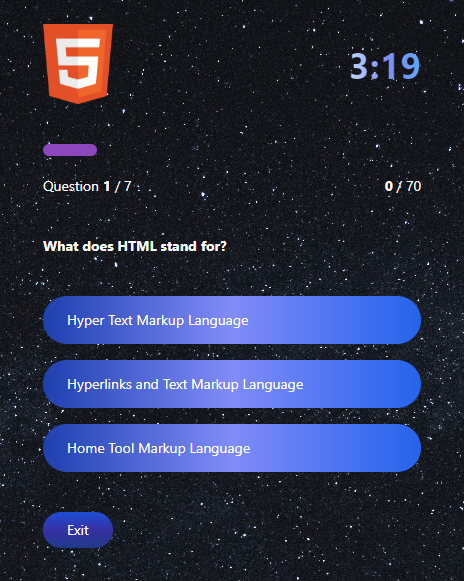 3:19
Question 1 / 7
0 / 70
What does HTML stand for?
Hyper Text Markup Language
Hyperlinks and Text Markup Language
Home Tool Markup Language
Exit